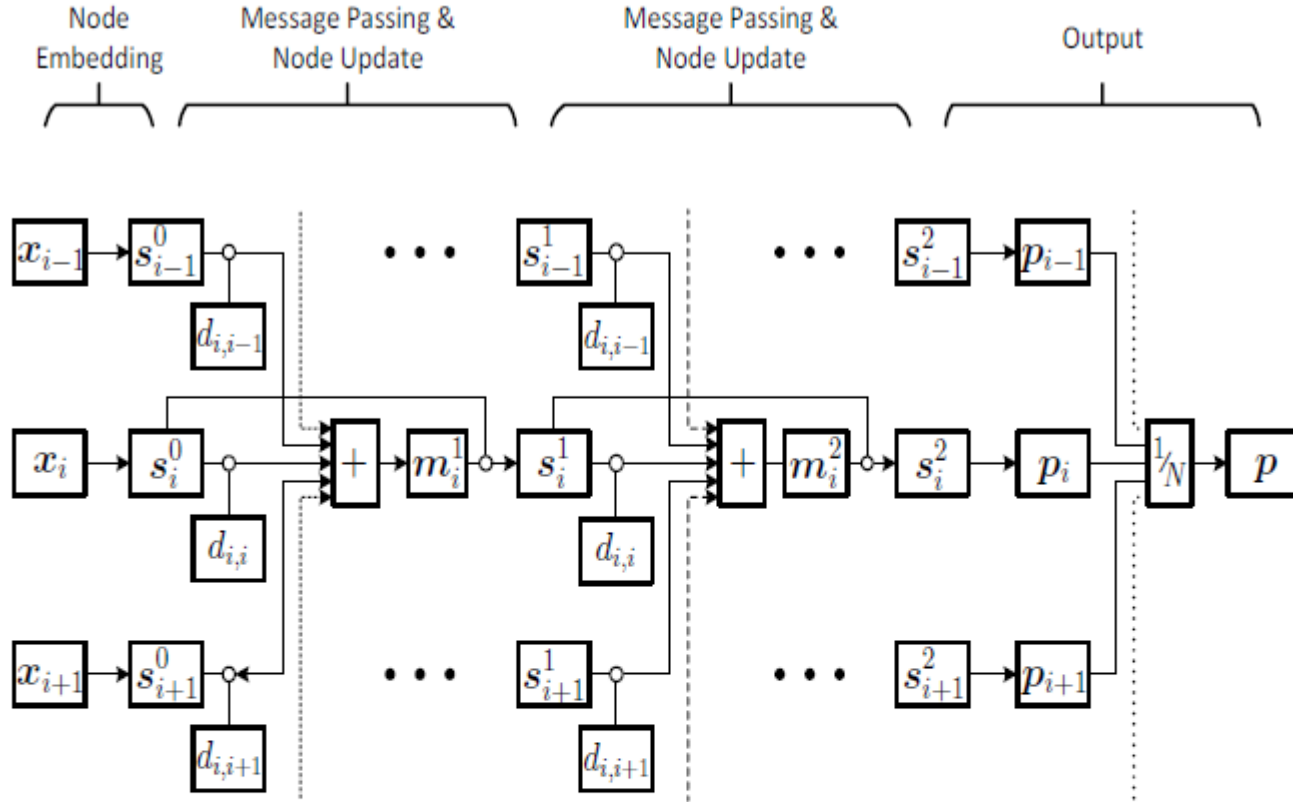 Node
Embedding
Message Passing &
Node Update
Message Passing &
Node Update
Output
x_{i-1}
s^0_{i-1}
s^1_{i-1}
s^2_{i-1}
p_{i-1}
d_{i,i-1}
d_{i,i-1}
x_i
s^0_i
+
m^1_i
s^1_i
+
m^2_i
s^2_i
p_i
1/N
p
d_{i,i}
d_{i,i}
x_{i+1}
s^0_{i+1}
s^1_{i+1}
s^2_{i+1}
p_{i+1}
d_{i,i+1}
d_{i,i+1}